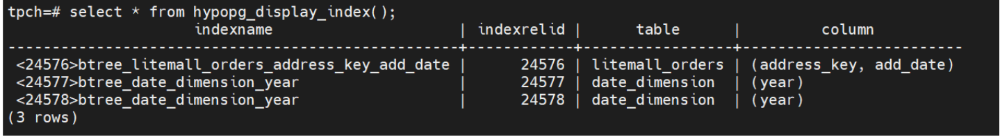 tpch=# select * from hypopg_display_index();
                     indexname                      | indexrelid |      table      |         column
----------------------------------------------------+------------+-----------------+-------------------------
 <24576>btree_litemall_orders_address_key_add_date |      24576 | litemall_orders | (address_key, add_date)
 <24577>btree_date_dimension_year                  |      24577 | date_dimension  | (year)
 <24578>btree_date_dimension_year                  |      24578 | date_dimension  | (year)
(3 rows)